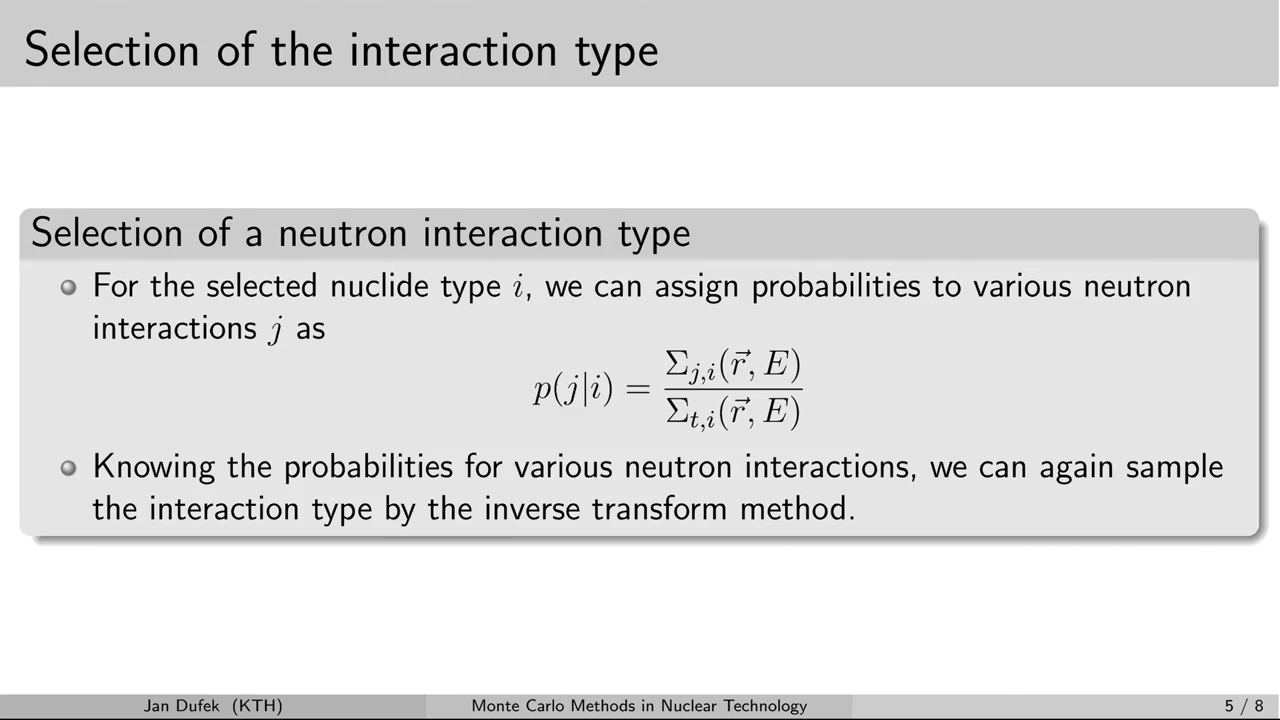 Selection of the interaction type
Selection of a neutron interaction type
For the selected nuclide type i, we can assign probabilities to various neutron
interactions j as
p(j|i) = Σ_{j,i}(r⃗, E) / Σ_{t,i}(r⃗, E)
Knowing the probabilities for various neutron interactions, we can again sample
the interaction type by the inverse transform method.
Jan Dufek (KTH) Monte Carlo Methods in Nuclear Technology 5 / 8